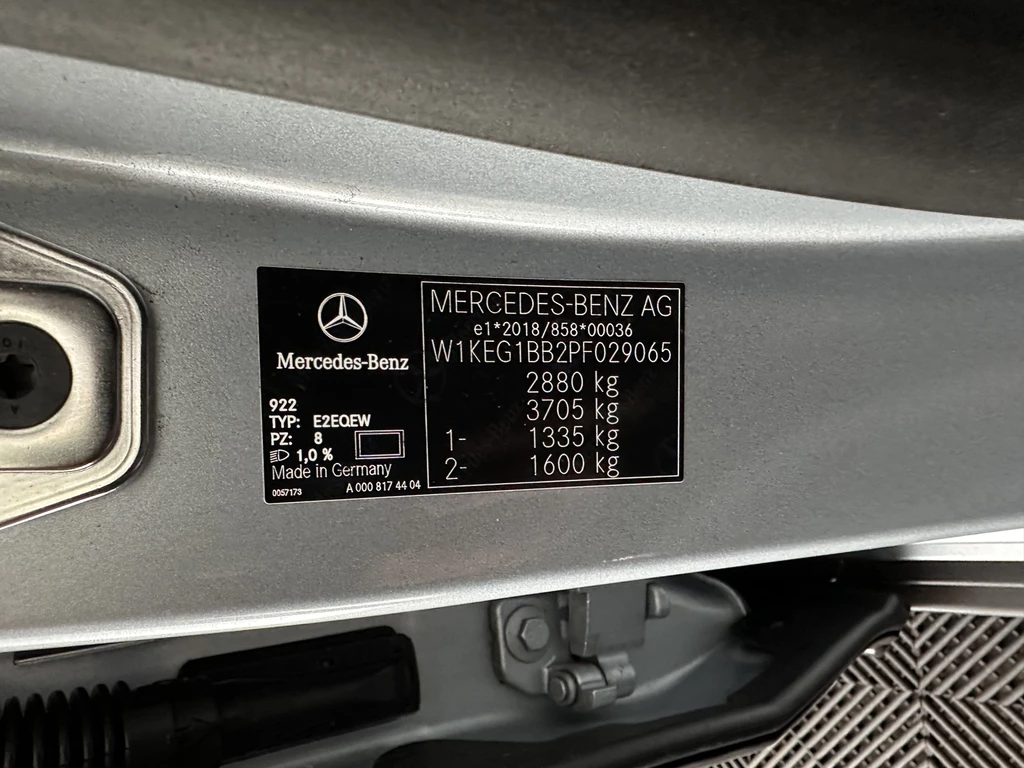 Mercedes-Benz
922
TYP: E2EQEW
PZ: 8
1,0 %
Made in Germany
0057173 A 000 817 44 04
MERCEDES-BENZ AG
e1*2018/858*00036
W1KEG1BB2PF029065
2880 kg
3705 kg
1- 1335 kg
2- 1600 kg